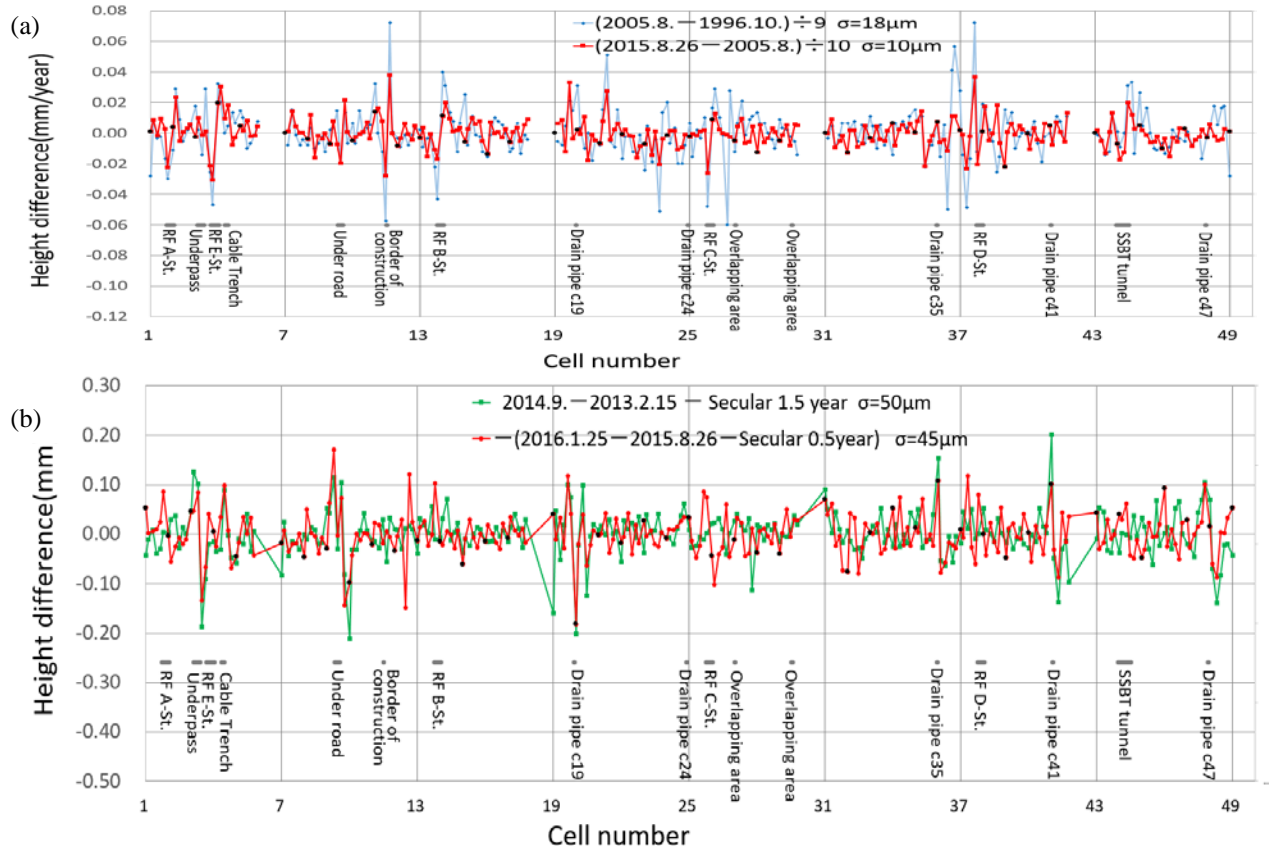 (a)
0.08
0.06
0.04
0.02
0.00
-0.02
-0.04
-0.06
-0.08
-0.10
-0.12
Height difference(mm/year)
(2005.8.－1996.10.)÷9 σ=18μm
(2015.8.26－2005.8.)÷10 σ=10μm
RF A-St.
Underpass
RF E-St.
Cable Trench
Under road
Border of
construction
RF B-St.
Drain pipe c19
Drain pipe c24
RF C-St.
Overlapping area
Overlapping area
Drain pipe c35
RF D-St.
Drain pipe c41
SSBT tunnel
Drain pipe c47
1 7 13 19 25 31 37 43 49
Cell number
(b)
0.30
0.20
0.10
0.00
-0.10
-0.20
-0.30
-0.40
-0.50
Height difference(mm
2014.9.－2013.2.15 － Secular 1.5 year σ=50μm
－(2016.1.25－2015.8.26－Secular 0.5year) σ=45μm
RF A-St.
Underpass
RF E-St.
Cable Trench
Under road
Border of
construction
RF B-St.
Drain pipe c19
Drain pipe c24
RF C-St.
Overlapping area
Overlapping area
Drain pipe c35
RF D-St.
Drain pipe c41
SSBT tunnel
Drain pipe c47
1 7 13 19 25 31 37 43 49
Cell number